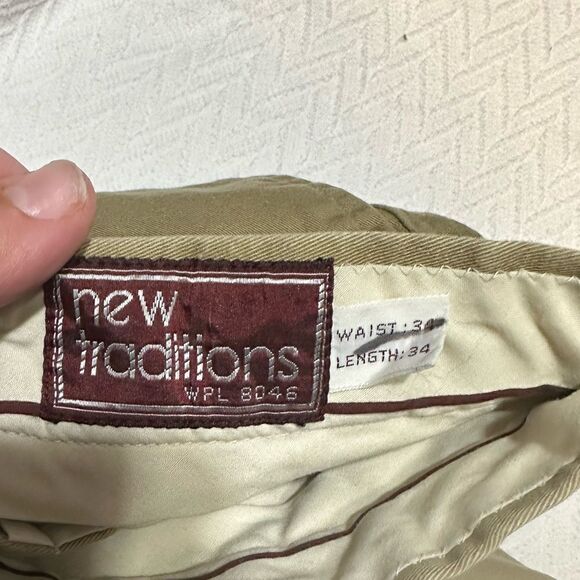 new
traditions
WPL 8046
WAIST: 34
LENGTH: 34